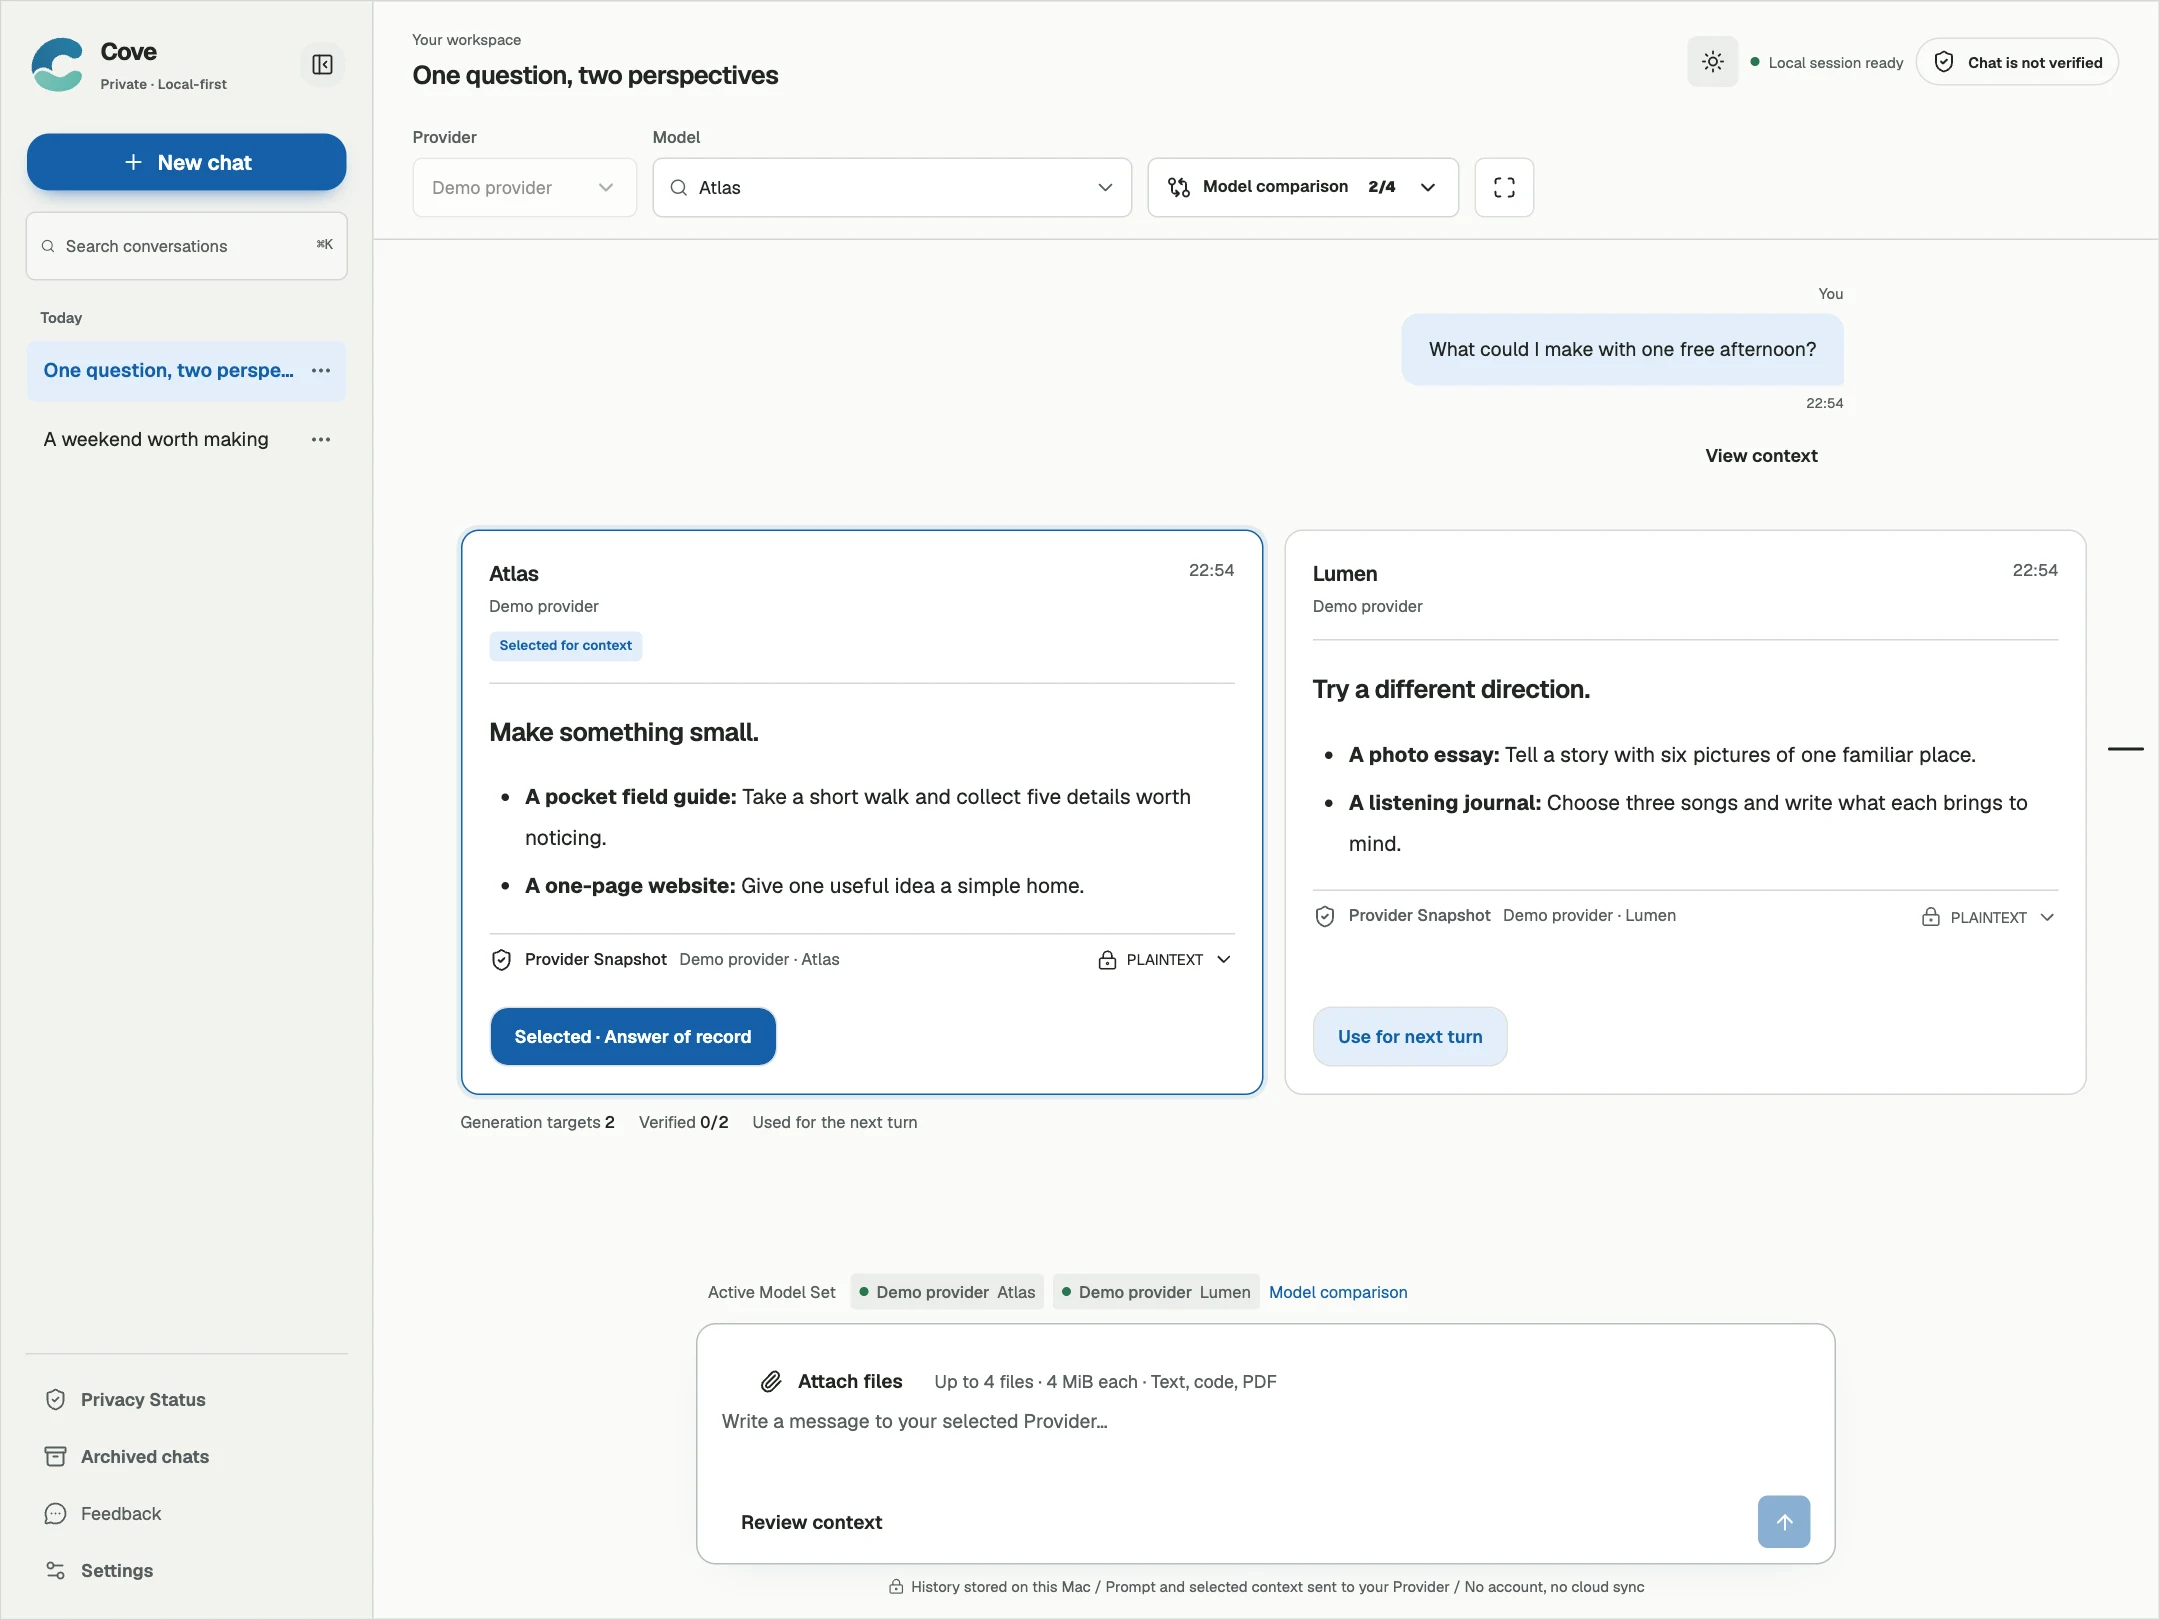 Cove
Private · Local-first
New chat
Search conversations
⌘K
Today
One question, two perspe...
A weekend worth making
Privacy Status
Archived chats
Feedback
Settings
Your workspace
One question, two perspectives
Local session ready
Chat is not verified
Provider
Demo provider
Model
Atlas
Model comparison 2/4
You
What could I make with one free afternoon?
22:54
View context
Atlas
22:54
Demo provider
Selected for context
Make something small.
• A pocket field guide: Take a short walk and collect five details worth
noticing.
• A one-page website: Give one useful idea a simple home.
Provider Snapshot Demo provider · Atlas
PLAINTEXT
Selected · Answer of record
Lumen
22:54
Demo provider
Try a different direction.
• A photo essay: Tell a story with six pictures of one familiar place.
• A listening journal: Choose three songs and write what each brings to
mind.
Provider Snapshot Demo provider · Lumen
PLAINTEXT
Use for next turn
Generation targets 2 Verified 0/2 Used for the next turn
Active Model Set Demo provider Atlas Demo provider Lumen Model comparison
Attach files Up to 4 files · 4 MiB each · Text, code, PDF
Write a message to your selected Provider...
Review context
History stored on this Mac / Prompt and selected context sent to your Provider / No account, no cloud sync